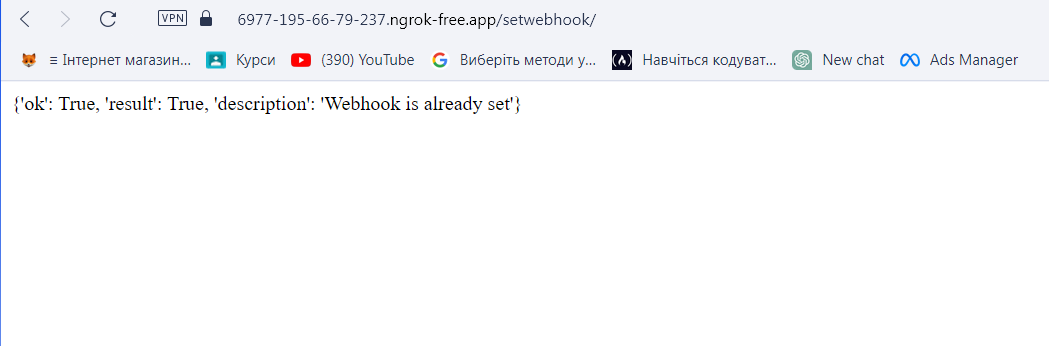 VPN 6977-195-66-79-237.ngrok-free.app/setwebhook/
≡ Інтернет магазин... Курси (390) YouTube Виберіть методи у... Навчіться кодуват... New chat Ads Manager
{'ok': True, 'result': True, 'description': 'Webhook is already set'}